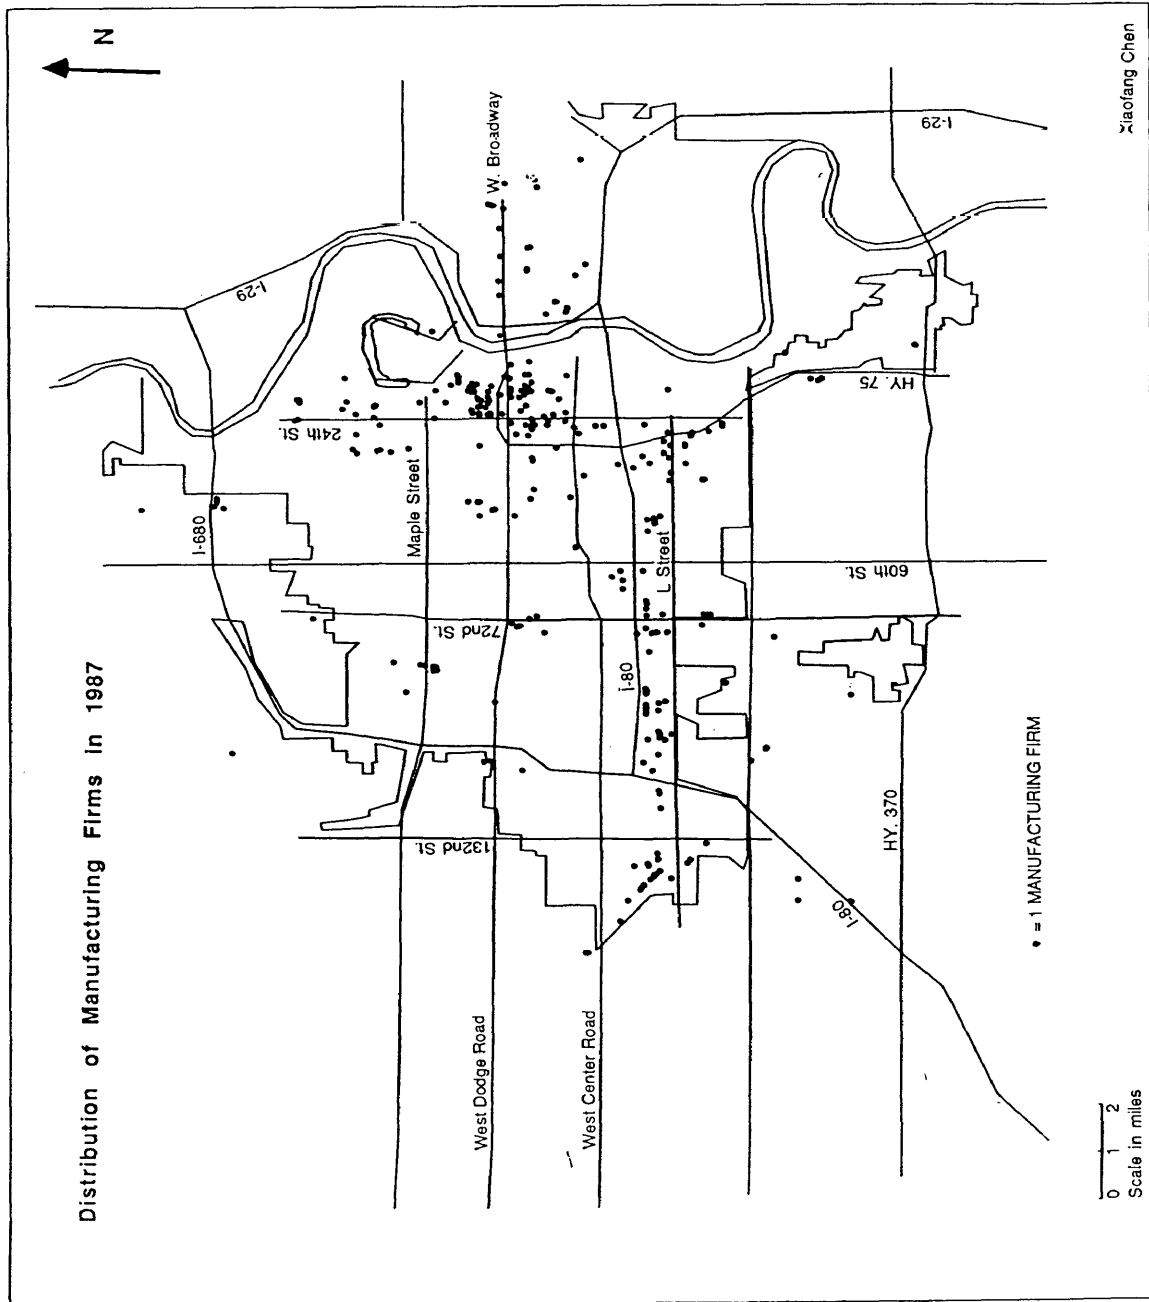 Distribution of Manufacturing Firms in 1987
N
W. Broadway
I-29
I-29
24th St.
Maple Street
I-680
HY. 75
L Street
60th St.
72nd St.
I-80
132nd St.
HY. 370
I-80
West Dodge Road
West Center Road
• = 1 MANUFACTURING FIRM
0 1 2
Scale in miles
Xiaofang Chen